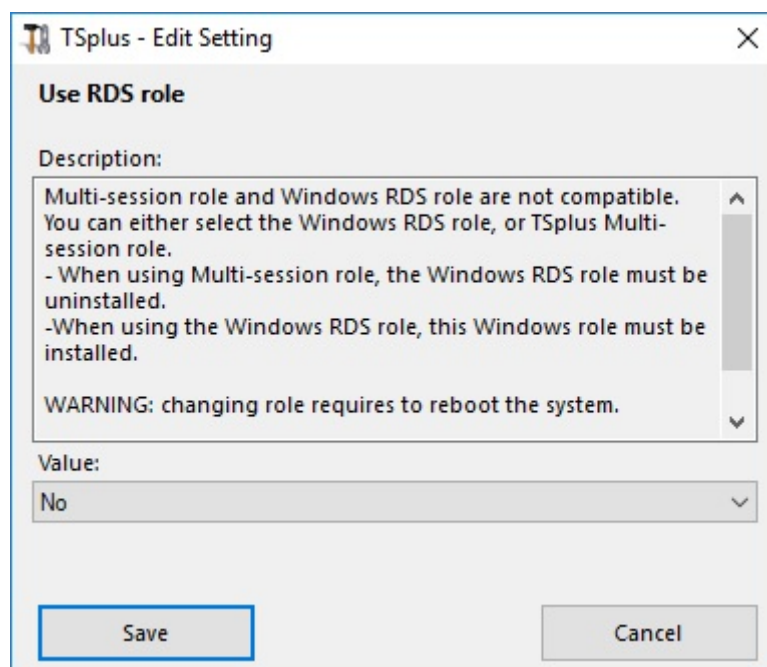 TSplus - Edit Setting
Use RDS role
Description:
Multi-session role and Windows RDS role are not compatible.
You can either select the Windows RDS role, or TSplus Multi-
session role.
- When using Multi-session role, the Windows RDS role must be
uninstalled.
-When using the Windows RDS role, this Windows role must be
installed.
WARNING: changing role requires to reboot the system.
Value:
No
Save
Cancel